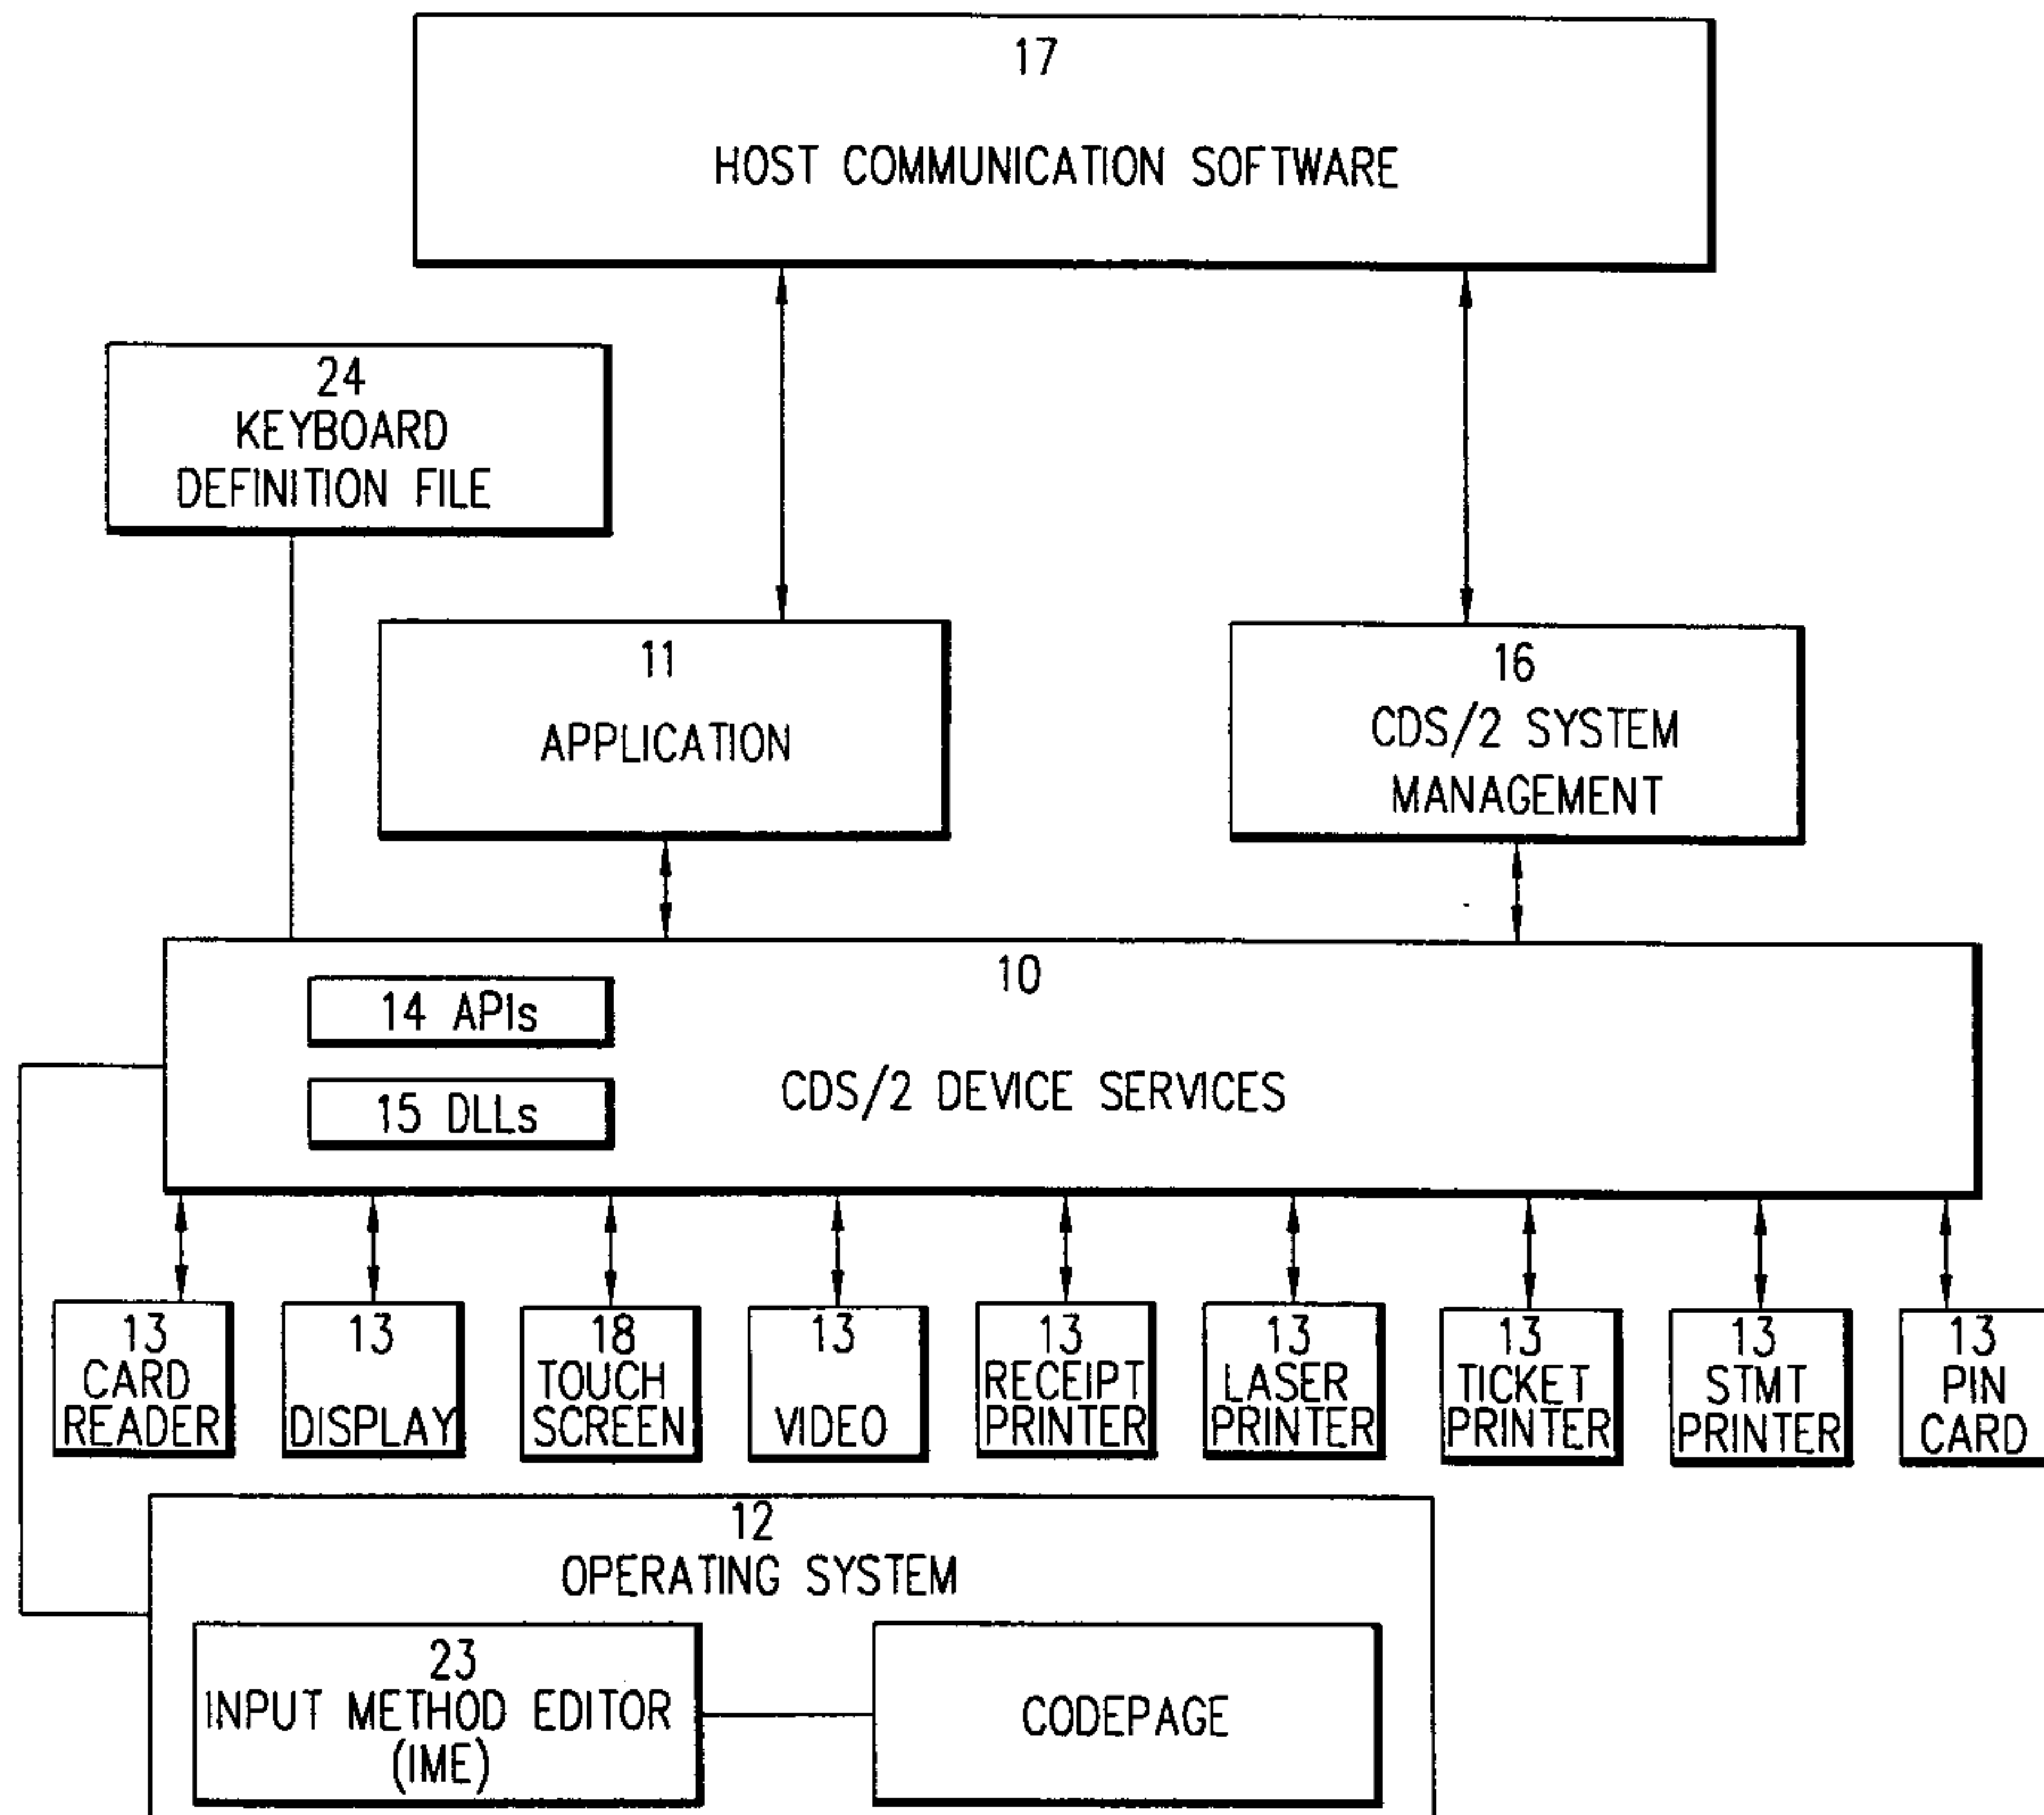 17
HOST COMMUNICATION SOFTWARE
24
KEYBOARD
DEFINITION FILE
11
APPLICATION
16
CDS/2 SYSTEM
MANAGEMENT
10
14 APIs
15 DLLs
CDS/2 DEVICE SERVICES
13
CARD
READER
13
DISPLAY
18
TOUCH
SCREEN
13
VIDEO
13
RECEIPT
PRINTER
13
LASER
PRINTER
13
TICKET
PRINTER
13
STMT
PRINTER
13
PIN
CARD
12
OPERATING SYSTEM
23
INPUT METHOD EDITOR
(IME)
CODEPAGE